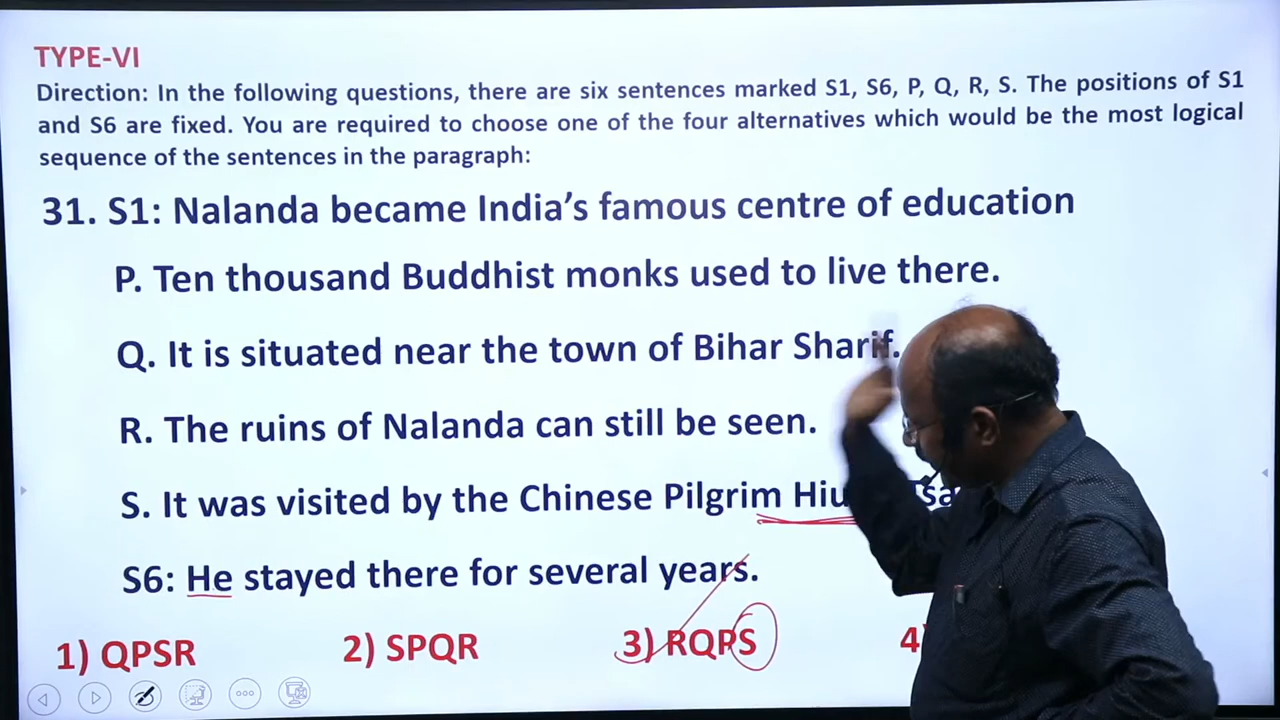 TYPE-VI
Direction: In the following questions, there are six sentences marked S1, S6, P, Q, R, S. The positions of S1
and S6 are fixed. You are required to choose one of the four alternatives which would be the most logical
sequence of the sentences in the paragraph:
31. S1: Nalanda became India’s famous centre of education
P. Ten thousand Buddhist monks used to live there.
Q. It is situated near the town of Bihar Sharif.
R. The ruins of Nalanda can still be seen.
S. It was visited by the Chinese Pilgrim
S6: He stayed there for several years.
1) QPSR 2) SPQR 3) RQPS 4)